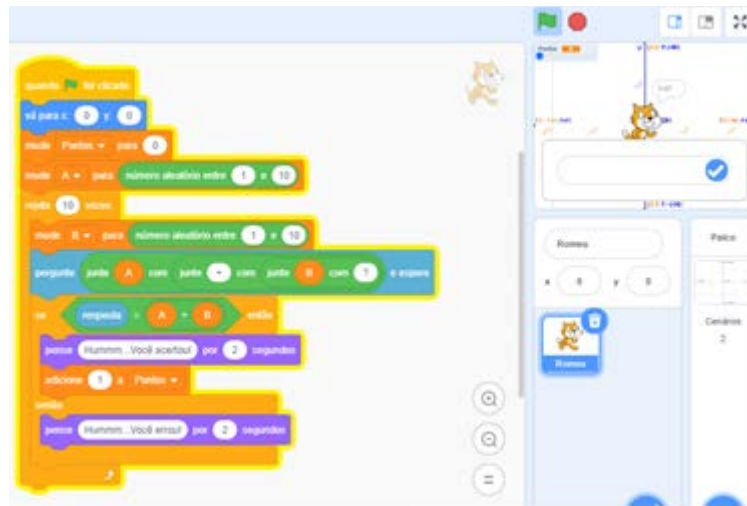 quando for clicado
vá para x: 0 y: 0
mude Pontos para 0
mude A para número aleatório entre 1 e 10
repita 10 vezes
mude B para número aleatório entre 1 e 10
pergunte junte A com junte + com junte B com ? e espere
se resposta = A + B então
pense Hummm...Você acertou! por 2 segundos
adicione 1 a Pontos
senão
pense Hummm...Você errou! por 2 segundos
Pontos
Romeu
x 0 y 0
Romeu
Palco
Cenários
2